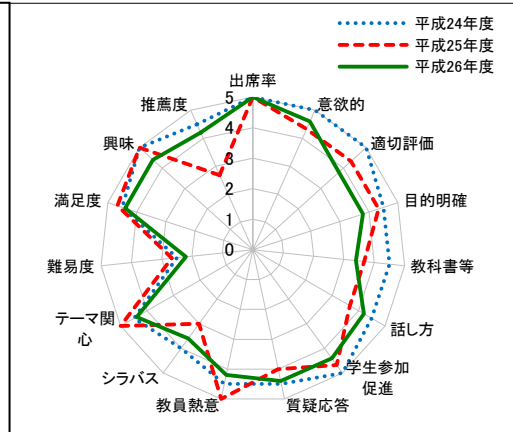 平成24年度
平成25年度
平成26年度
出席率
意欲的
適切評価
目的明確
教科書等
話し方
学生参加
促進
質疑応答
教員熱意
シラバス
テーマ関
心
難易度
満足度
興味
推薦度
5
4
3
2
1
0